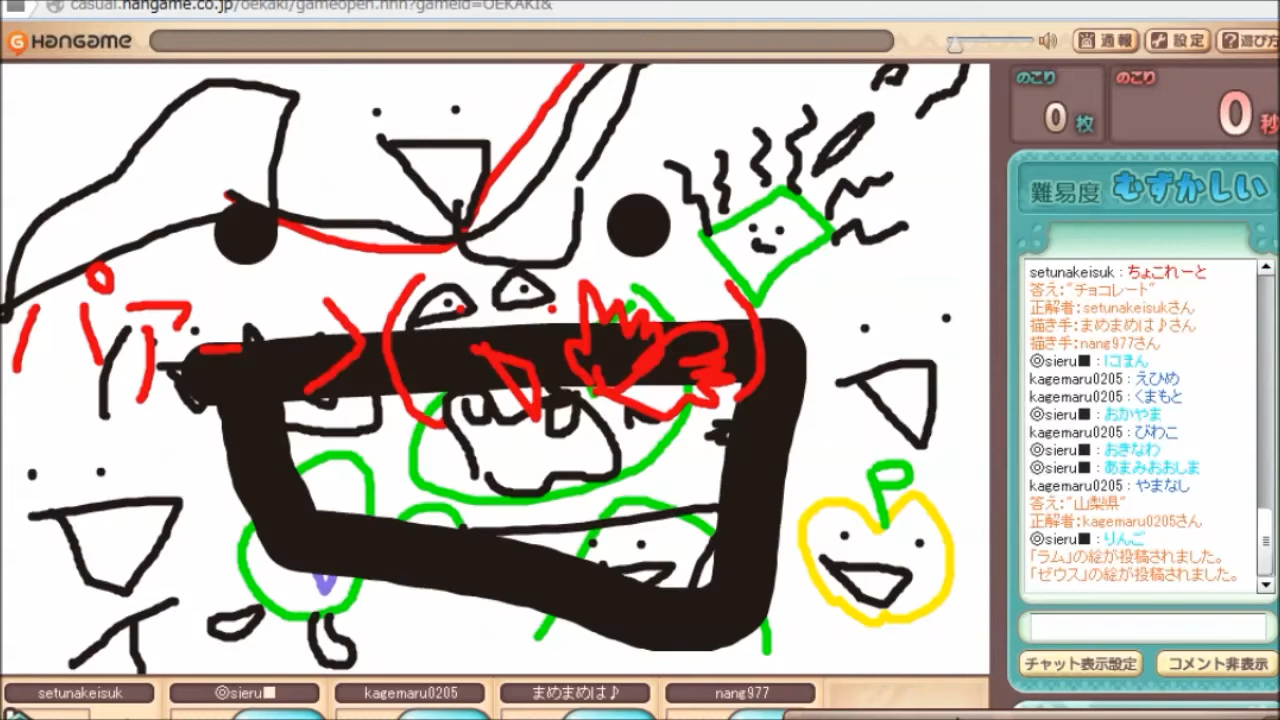 casual.hangame.co.jp/oekaki/gameopen.nhn?gameid=OEKAKI&
HANGAME
通報
設定
遊び方
のこり
のこり
0枚
0秒
難易度 むずかしい
パパア
setunakeisuk : ちょこれーと
答え:"チョコレート"
正解者:setunakeisukさん
描き手:まめまめは♪さん
描き手:nang977さん
◎sieru■ : にほん
kagemaru0205 : えひめ
kagemaru0205 : くまもと
◎sieru■ : おかやま
kagemaru0205 : びわこ
◎sieru■ : おきなわ
◎sieru■ : あまみおおしま
kagemaru0205 : やまなし
答え:"山梨県"
正解者:kagemaru0205さん
◎sieru■ : りんご
「ラム」の絵が投稿されました。
「ゼウス」の絵が投稿されました。
チャット表示設定
コメント非表示
setunakeisuk
◎sieru■
kagemaru0205
まめまめは♪
nang977